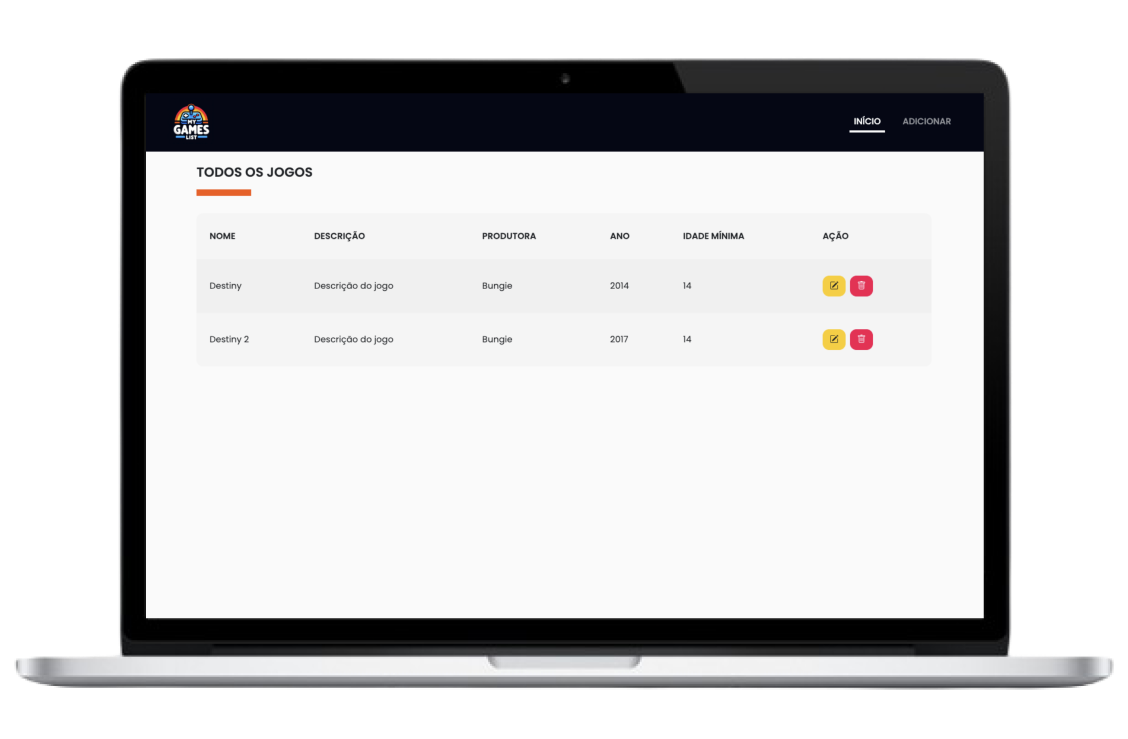 MY
GAMES
LIST
INÍCIO ADICIONAR
TODOS OS JOGOS
NOME DESCRIÇÃO PRODUTORA ANO IDADE MÍNIMA AÇÃO
Destiny Descrição do jogo Bungie 2014 14
Destiny 2 Descrição do jogo Bungie 2017 14